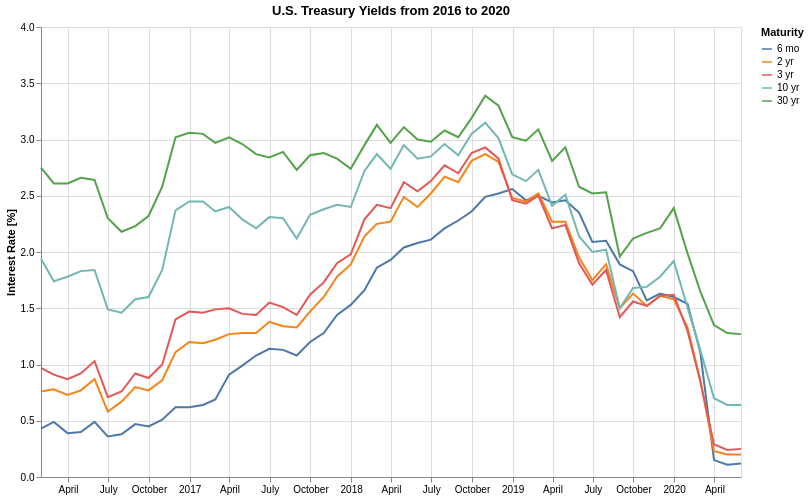 U.S. Treasury Yields from 2016 to 2020
Maturity
6 mo
2 yr
3 yr
10 yr
30 yr
Interest Rate [%]
4.0
3.5
3.0
2.5
2.0
1.5
1.0
0.5
0.0
April July October 2017 April July October 2018 April July October 2019 April July October 2020 April